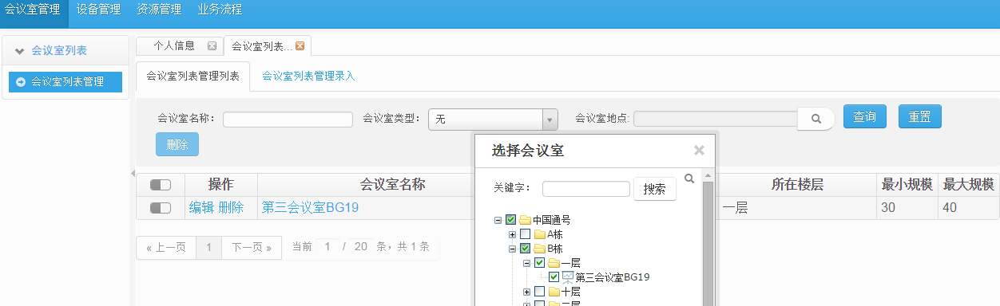 会议室管理 设备管理 资源管理 业务流程
会议室列表
会议室列表管理
个人信息 会议室列表...
会议室列表管理列表 会议室列表管理录入
会议室名称: 会议室类型: 无 会议室地点: 查询 重置
删除
操作 会议室名称 所在楼层 最小规模 最大规模
编辑 删除 第三会议室BG19 一层 30 40
« 上一页 1 下一页 » 当前 1 / 20 条，共 1 条
选择会议室
关键字: 搜索
中国通号
A栋
B栋
一层
第三会议室BG19
十层